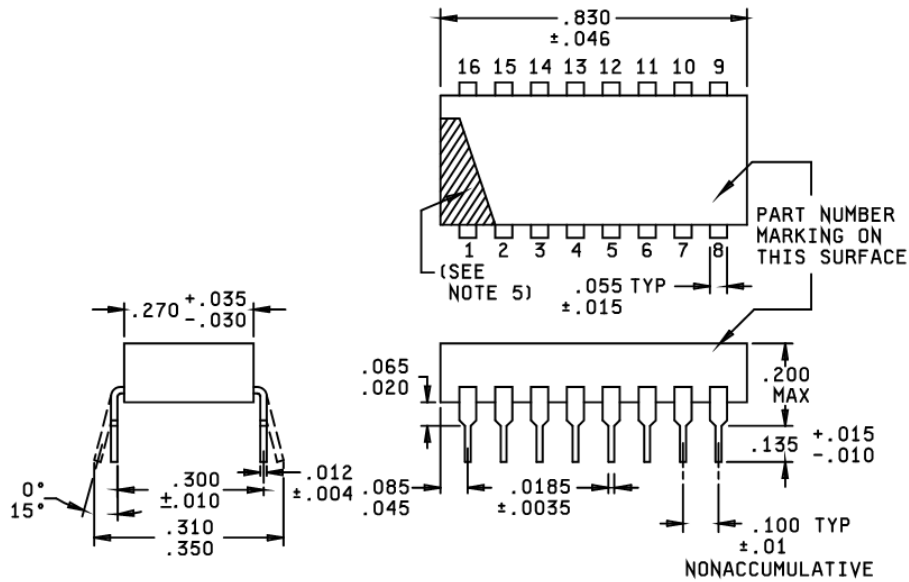 .830
±.046
16 15 14 13 12 11 10 9
1 2 3 4 5 6 7 8
(SEE
NOTE 5)
.055 TYP
±.015
PART NUMBER
MARKING ON
THIS SURFACE
.270 +.035
-.030
.065
.020
.200
MAX
.135 +.015
-.010
.012
±.004
.300
±.010
0°
15°
.310
.350
.085
.045
.0185
±.0035
.100 TYP
±.01
NONACCUMULATIVE